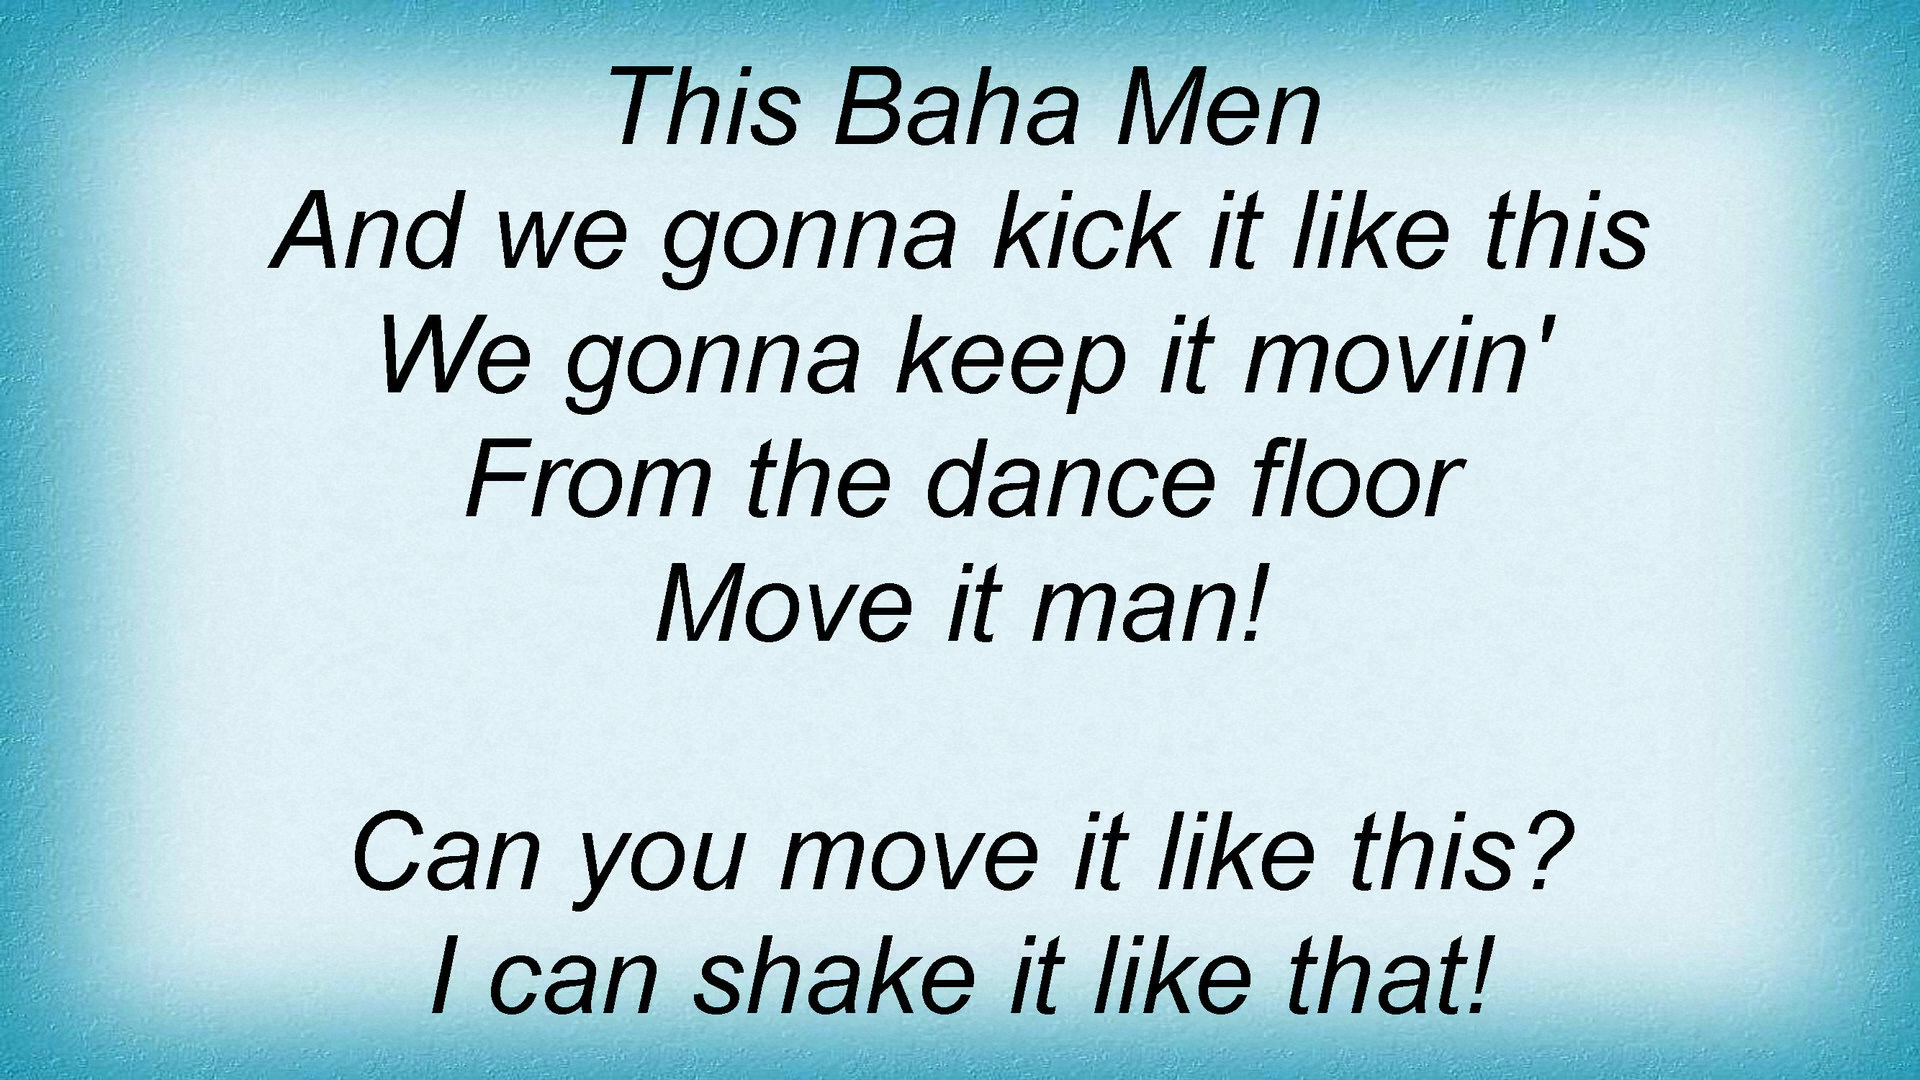 This Baha Men
And we gonna kick it like this
We gonna keep it movin'
From the dance floor
Move it man!
Can you move it like this?
I can shake it like that!